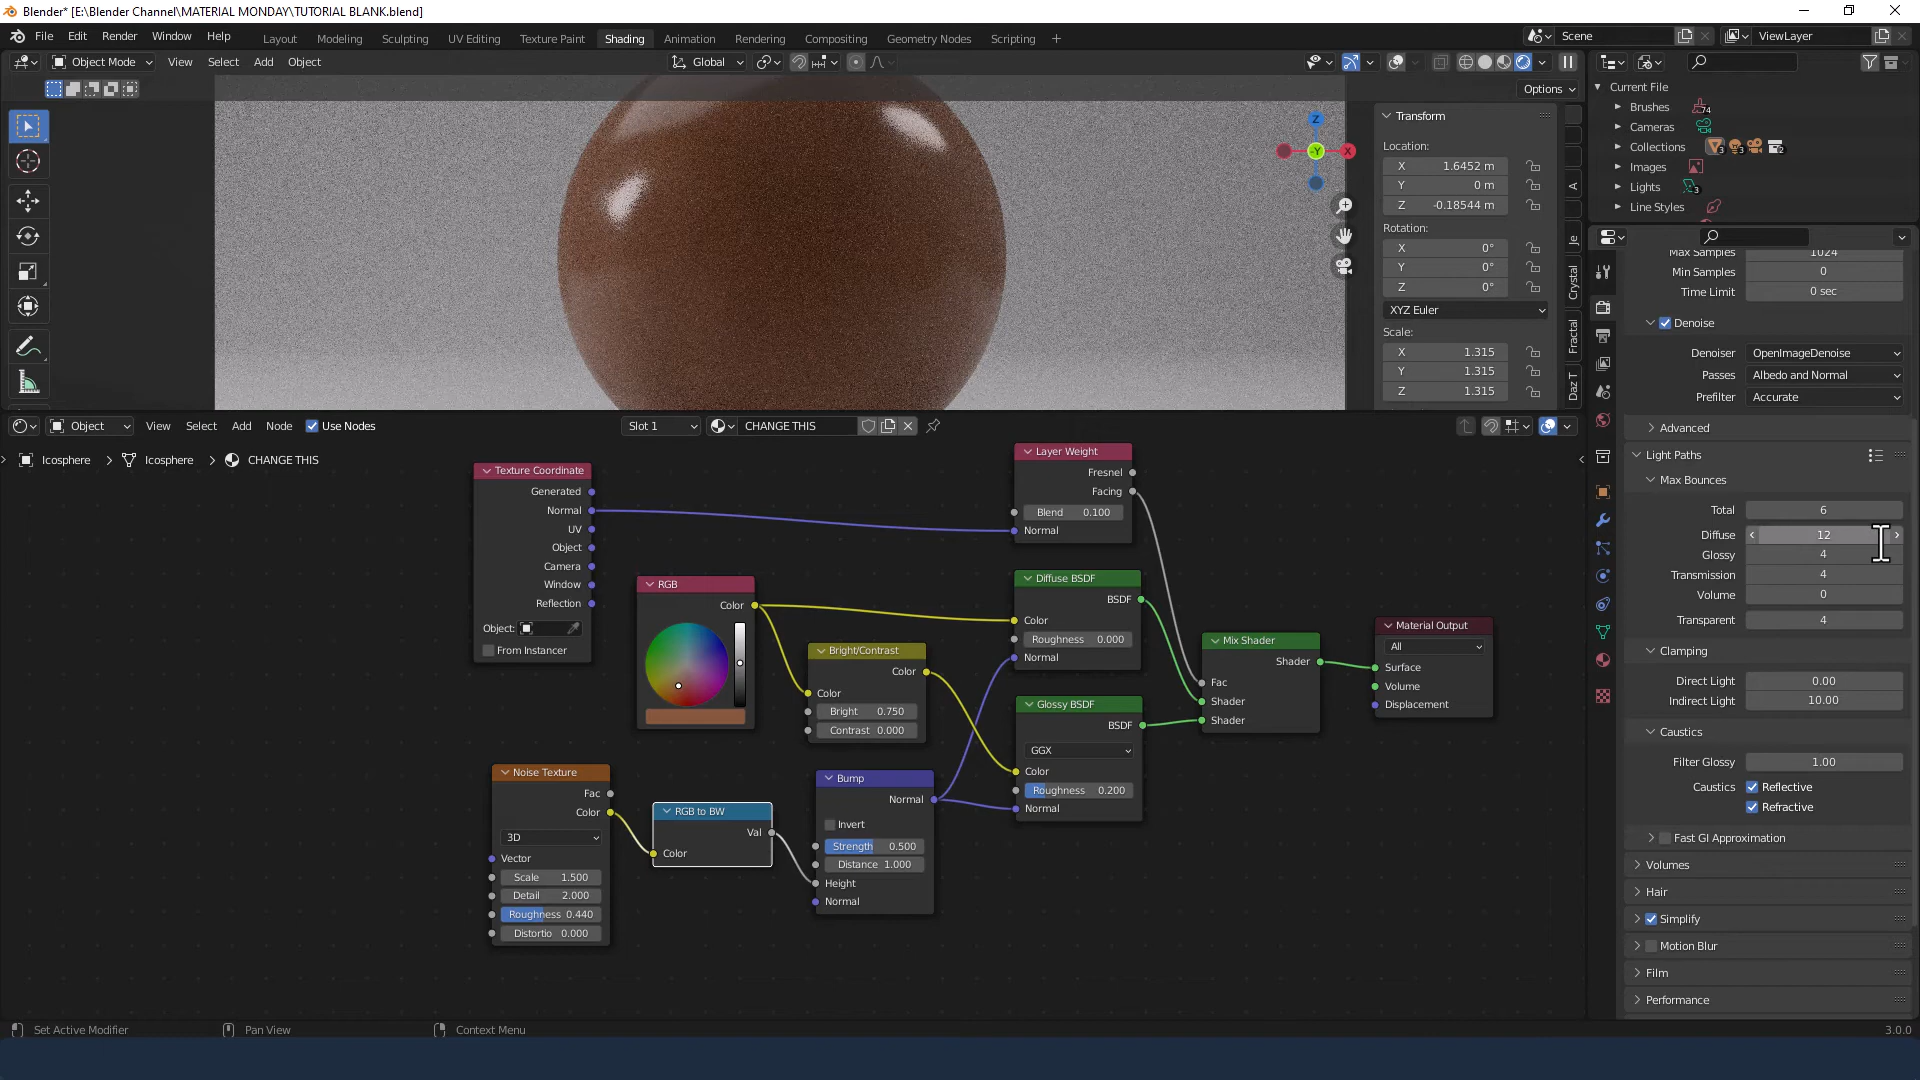 Blender* [E:\Blender Channel\MATERIAL MONDAY\TUTORIAL BLANK.blend]
File Edit Render Window Help
Layout Modeling Sculpting UV Editing Texture Paint Shading Animation Rendering Compositing Geometry Nodes Scripting +
Scene
ViewLayer
Object Mode View Select Add Object
Global
Options
Transform
Location:
X 1.6452 m
Y 0 m
Z -0.18544 m
Rotation:
X 0°
Y 0°
Z 0°
XYZ Euler
Scale:
X 1.315
Y 1.315
Z 1.315
Z
-Y
X
A
Je
Crystal
Fractal
Daz T
Current File
Brushes 74
Cameras
Collections 3 3 2
Images
Lights 3
Line Styles
Max Samples 1024
Min Samples 0
Time Limit 0 sec
Denoise
Denoiser OpenImageDenoise
Passes Albedo and Normal
Prefilter Accurate
Advanced
Light Paths
Max Bounces
Total 6
Diffuse 12
Glossy 4
Transmission 4
Volume 0
Transparent 4
Clamping
Direct Light 0.00
Indirect Light 10.00
Caustics
Filter Glossy 1.00
Caustics Reflective
Refractive
Fast GI Approximation
Volumes
Hair
Simplify
Motion Blur
Film
Performance
Object View Select Add Node Use Nodes
Slot 1
CHANGE THIS
Icosphere > Icosphere > CHANGE THIS
Texture Coordinate
Generated
Normal
UV
Object
Camera
Window
Reflection
Object:
From Instancer
RGB
Color
Bright/Contrast
Color
Color
Bright 0.750
Contrast 0.000
Noise Texture
Fac
Color
3D
Vector
Scale 1.500
Detail 2.000
Roughness 0.440
Distortio 0.000
RGB to BW
Val
Color
Bump
Normal
Invert
Strength 0.500
Distance 1.000
Height
Normal
Layer Weight
Fresnel
Facing
Blend 0.100
Normal
Diffuse BSDF
BSDF
Color
Roughness 0.000
Normal
Glossy BSDF
BSDF
GGX
Color
Roughness 0.200
Normal
Mix Shader
Shader
Fac
Shader
Shader
Material Output
All
Surface
Volume
Displacement
Set Active Modifier
Pan View
Context Menu
3.0.0